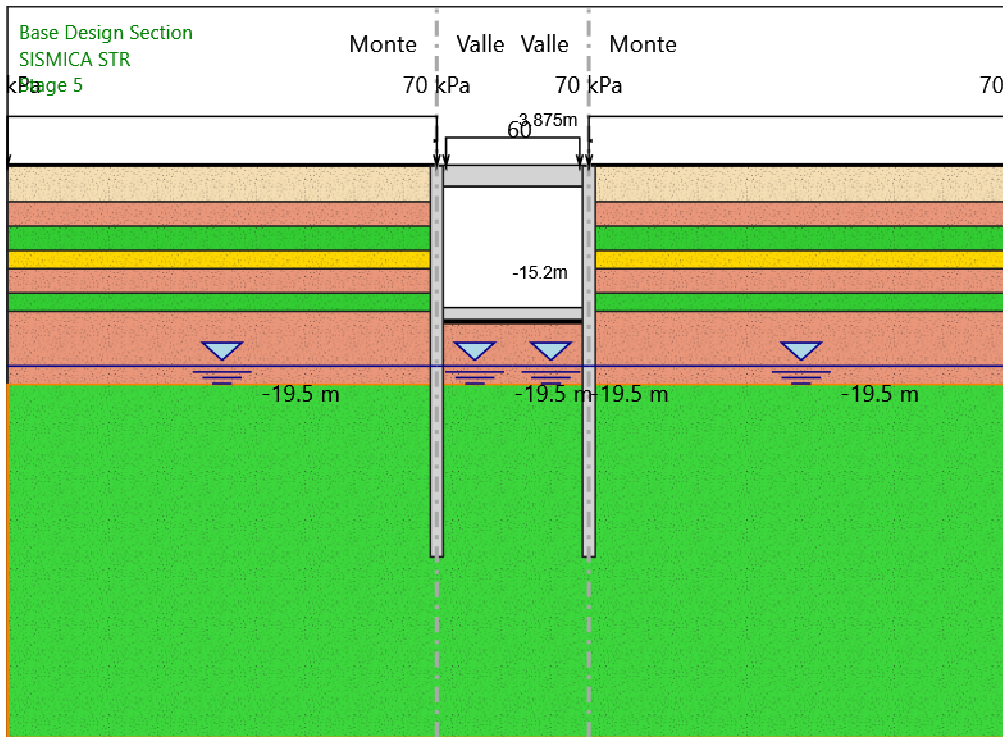 Base Design Section
SISMICA STR
Stage 5
Monte Valle Valle Monte
kPa 70 kPa 70 kPa 70
3.875m
60
-15.2m
-19.5 m -19.5 m -19.5 m -19.5 m